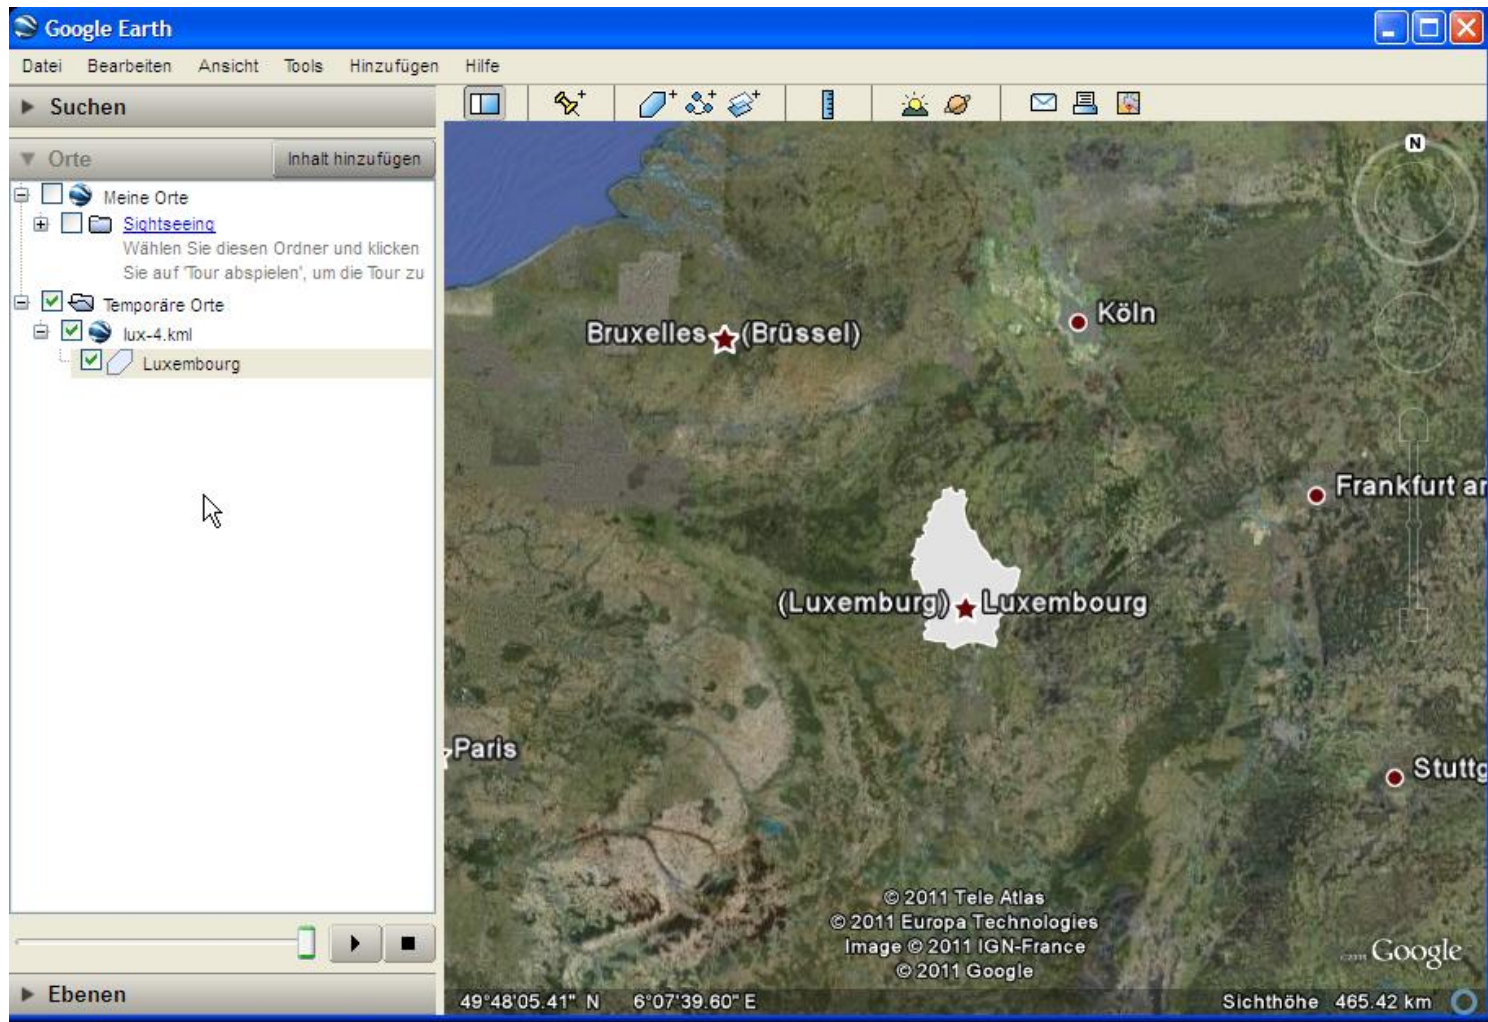 Google Earth
Datei Bearbeiten Ansicht Tools Hinzufügen Hilfe
Suchen
Orte Inhalt hinzufügen
Meine Orte
Sightseeing
Wählen Sie diesen Ordner und klicken
Sie auf 'Tour abspielen', um die Tour zu
Temporäre Orte
lux-4.kml
Luxembourg
Ebenen
N
Köln
Bruxelles (Brüssel)
Frankfurt ar
(Luxemburg) Luxembourg
Paris
Stuttg
© 2011 Tele Atlas
© 2011 Europa Technologies
Image © 2011 IGN-France
© 2011 Google
Google
49°48'05.41" N 6°07'39.60" E
Sichthöhe 465.42 km